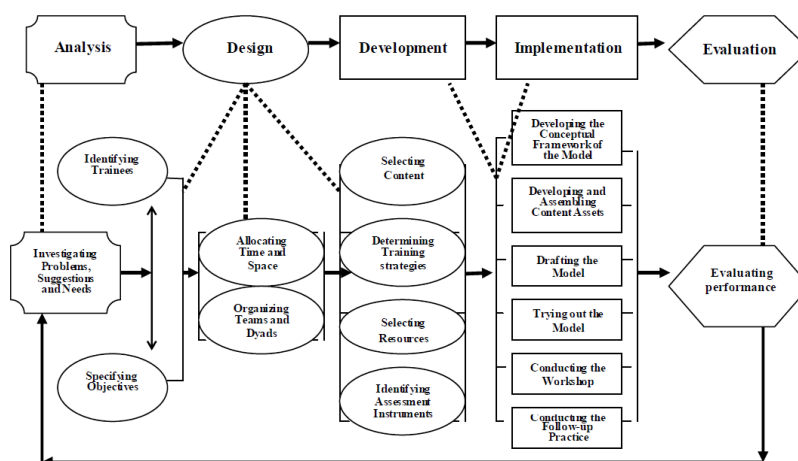 Analysis
Design
Development
Implementation
Evaluation
Identifying
Trainees
Investigating
Problems,
Suggestions
and Needs
Specifying
Objectives
Allocating
Time and
Space
Organizing
Teams and
Dyads
Selecting
Content
Determining
Training
strategies
Selecting
Resources
Identifying
Assessment
Instruments
Developing the
Conceptual
Framework of
the Model
Developing and
Assembling
Content Assets
Drafting the
Model
Trying out the
Model
Conducting the
Workshop
Conducting the
Follow-up
Practice
Evaluating
performance